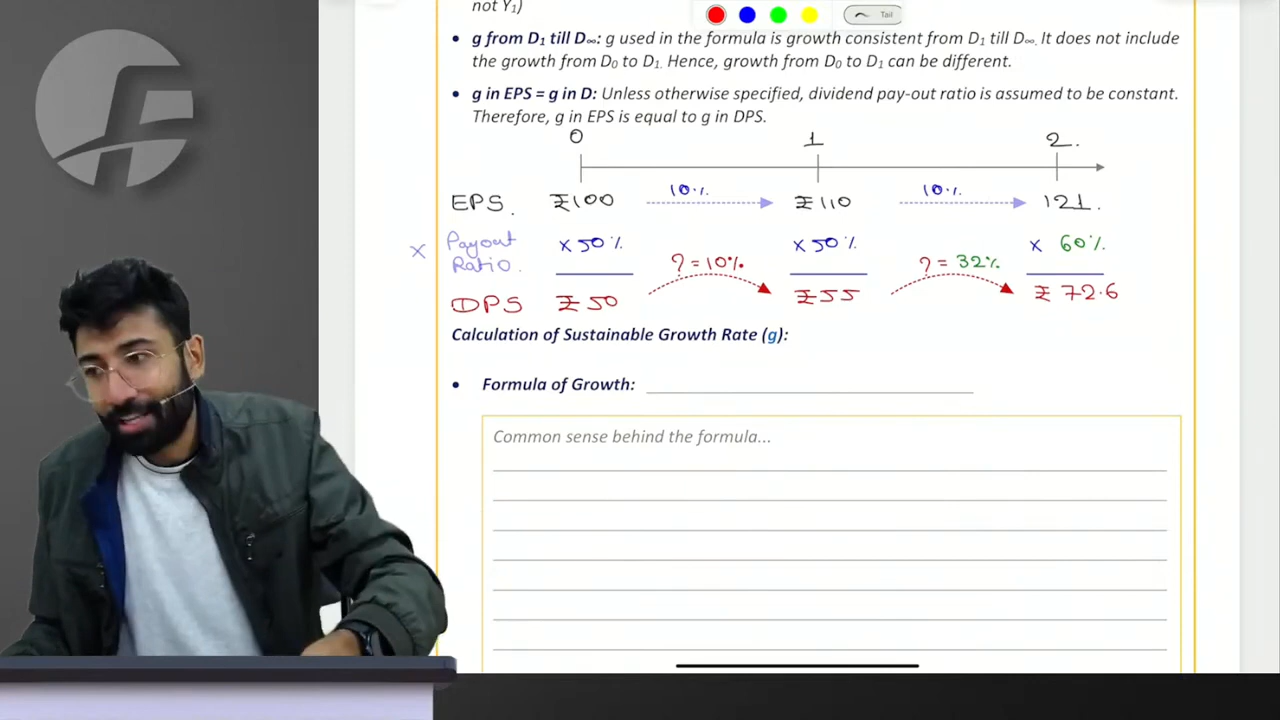 not Y₁)
Tail
• g from D₁ till D∞: g used in the formula is growth consistent from D₁ till D∞. It does not include
the growth from D₀ to D₁. Hence, growth from D₀ to D₁ can be different.
• g in EPS = g in D: Unless otherwise specified, dividend pay-out ratio is assumed to be constant.
Therefore, g in EPS is equal to g in DPS.
0 1 2.
EPS. ₹100 10% ₹110 10% 121.
x Payout Ratio. x 50% x 50% x 60%
? = 10% ? = 32%
DPS ₹50 ₹55 ₹72.6
Calculation of Sustainable Growth Rate (g):
• Formula of Growth:
Common sense behind the formula...